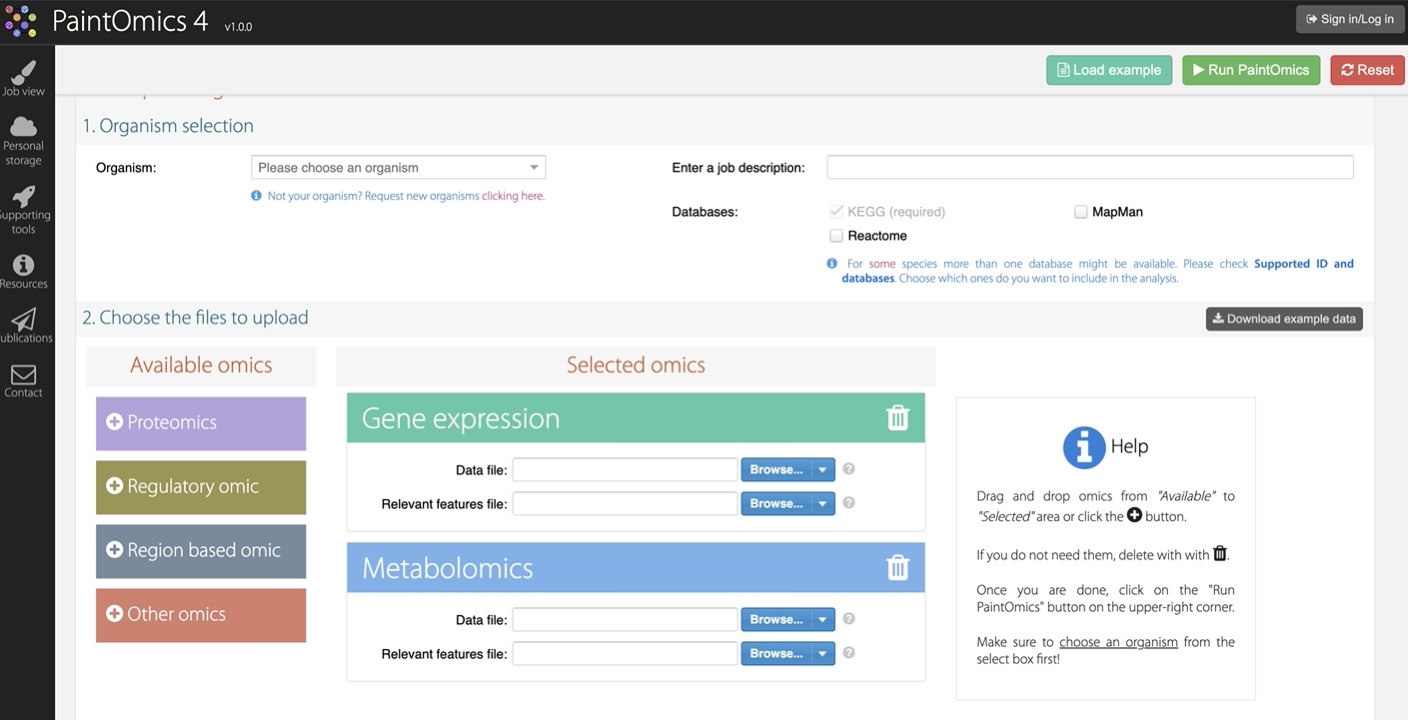 PaintOmics 4 v1.0.0
Sign in/Log in
Load example
Run PaintOmics
Reset
Job view
Personal
storage
Supporting
tools
Resources
ublications
Contact
1. Organism selection
Organism:
Please choose an organism
Not your organism? Request new organisms clicking here.
Enter a job description:
Databases:
KEGG (required)
MapMan
Reactome
For some species more than one database might be available. Please check Supported ID and
databases. Choose which ones do you want to include in the analysis.
2. Choose the files to upload
Download example data
Available omics
Proteomics
Regulatory omic
Region based omic
Other omics
Selected omics
Gene expression
Data file:
Browse...
Relevant features file:
Browse...
Metabolomics
Data file:
Browse...
Relevant features file:
Browse...
Help
Drag and drop omics from "Available" to
"Selected" area or click the button.
If you do not need them, delete with with .
Once you are done, click on the "Run
PaintOmics" button on the upper-right corner.
Make sure to choose an organism from the
select box first!